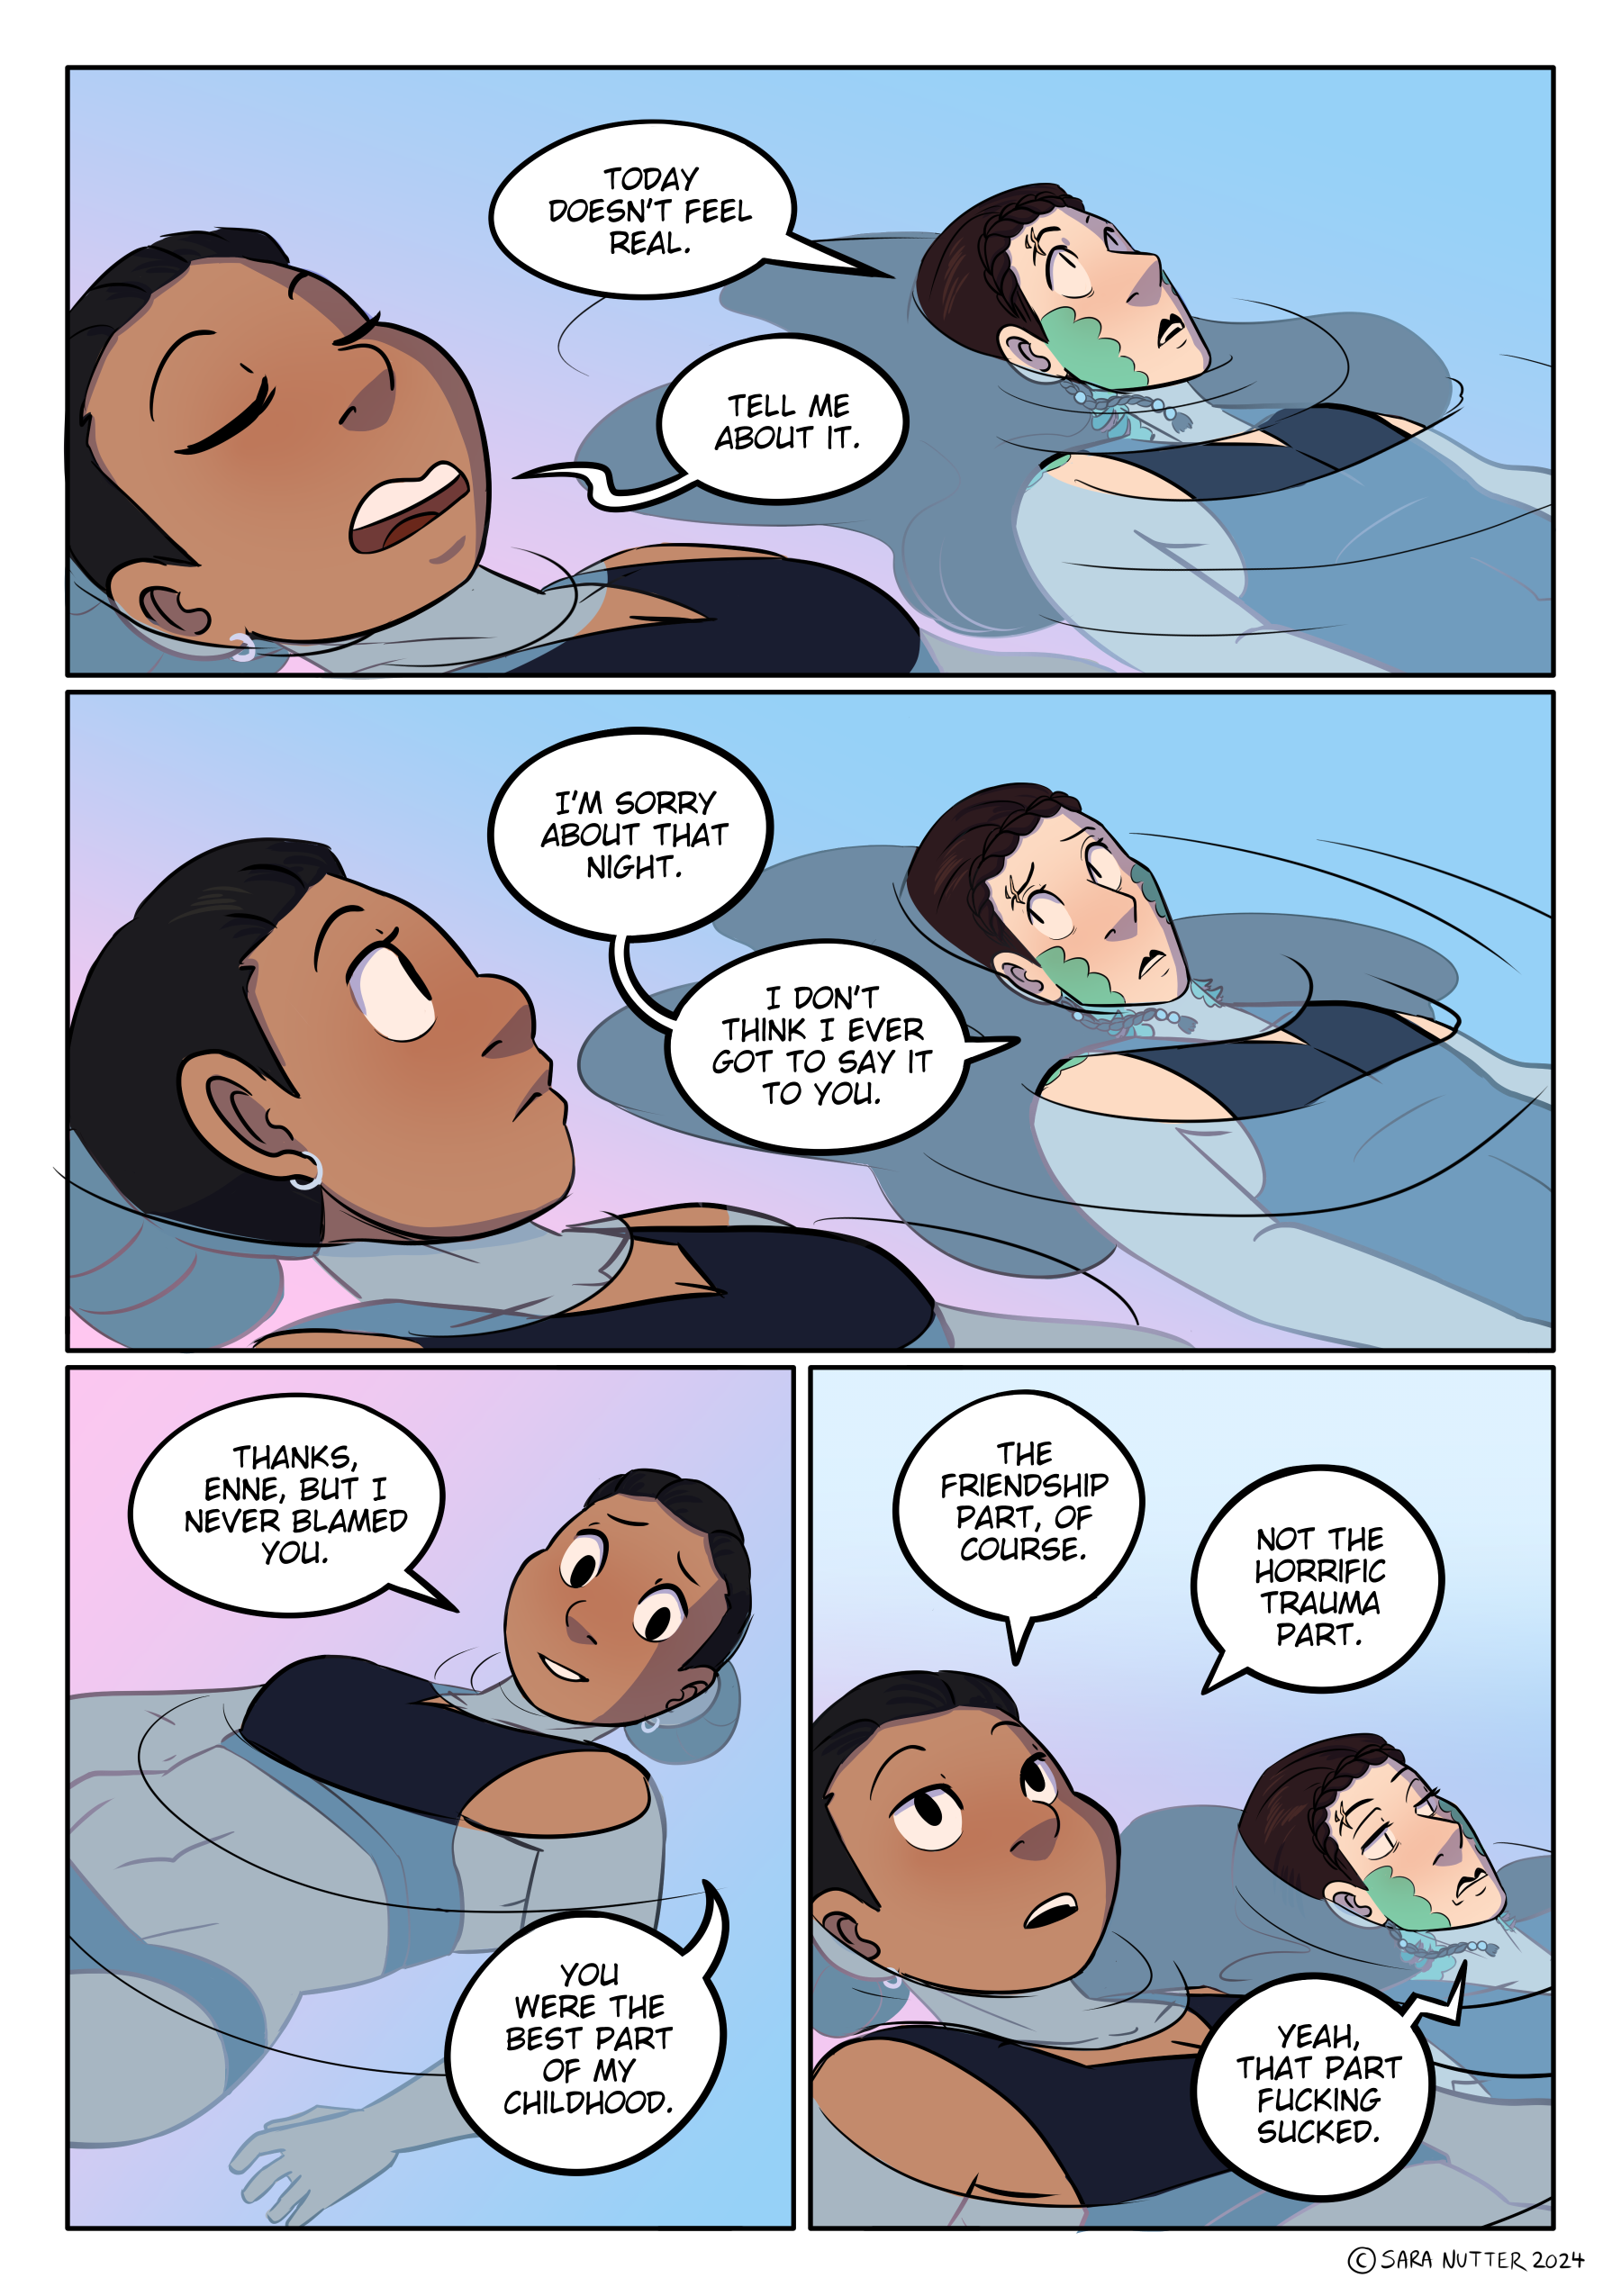 TODAY
DOESN'T FEEL
REAL.
TELL ME
ABOUT IT.
I'M SORRY
ABOUT THAT
NIGHT.
I DON'T
THINK I EVER
GOT TO SAY IT
TO YOU.
THANKS,
ENNE, BUT I
NEVER BLAMED
YOU.
YOU
WERE THE
BEST PART
OF MY
CHILDHOOD.
THE
FRIENDSHIP
PART, OF
COURSE.
NOT THE
HORRIFIC
TRAUMA
PART.
YEAH,
THAT PART
FUCKING
SUCKED.
© SARA NUTTER 2024